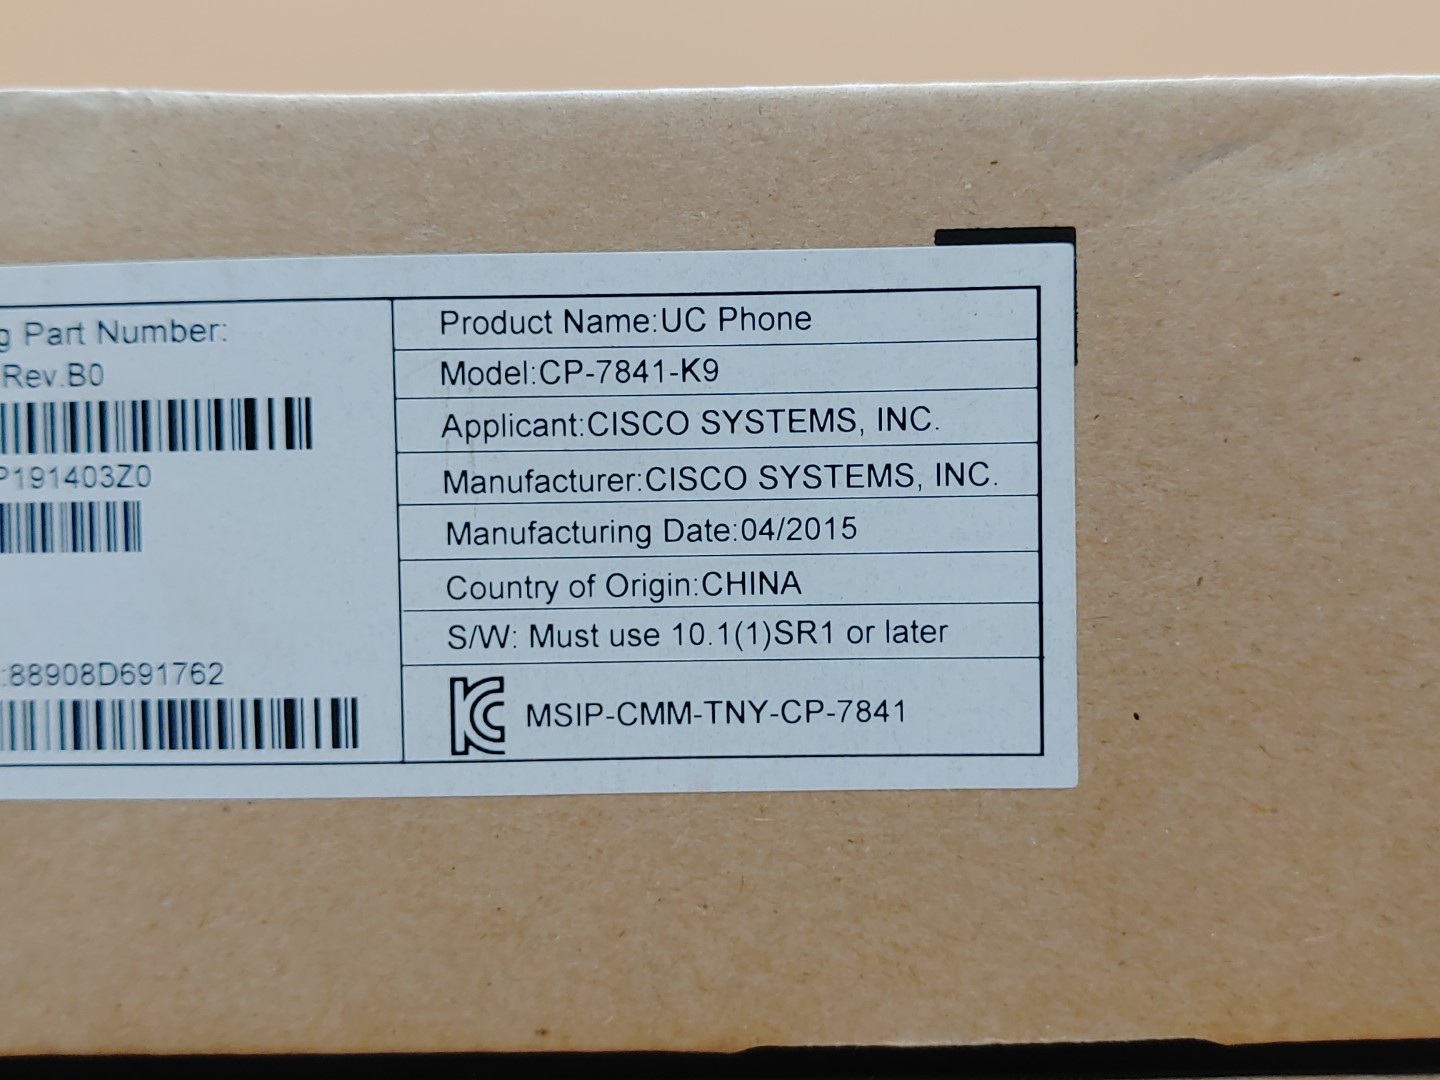 Part Number:
Rev.B0
P191403Z0
:88908D691762
Product Name:UC Phone
Model:CP-7841-K9
Applicant:CISCO SYSTEMS, INC.
Manufacturer:CISCO SYSTEMS, INC.
Manufacturing Date:04/2015
Country of Origin:CHINA
S/W: Must use 10.1(1)SR1 or later
MSIP-CMM-TNY-CP-7841